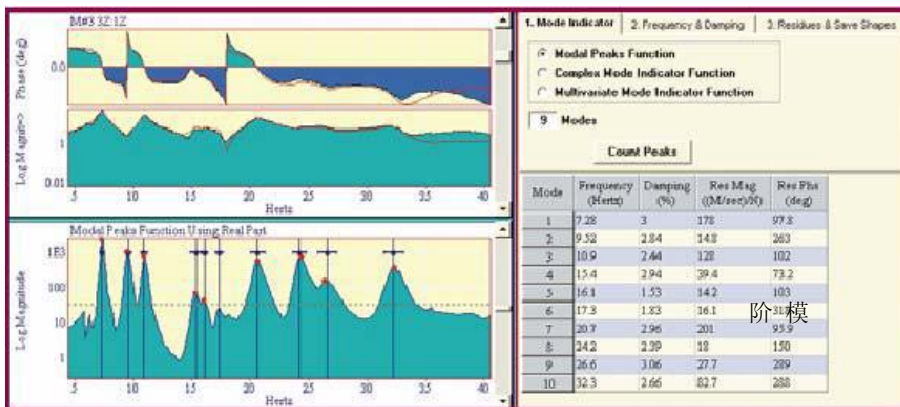 IM#3 3Z:1Z
Phase (deg)
0.0
Log Magnitude
1
0.01
5 10 15 20 25 30 35 40
Hertz
Modal Peaks Function Using Real Part
Log Magnitude
1E3
100
10
1
5 10 15 20 25 30 35 40
Hertz
1. Mode Indicator 2. Frequency & Damping 3. Residues & Save Shapes
Modal Peaks Function
Complex Mode Indicator Function
Multivariate Mode Indicator Function
9 Modes
Count Peaks
Mode Frequency (Hertz) Damping (%) Res Mag ((M/sec)/N) Res Phs (deg)
1 7.28 3 178 97.8
2 9.52 2.84 14.8 263
3 10.9 2.44 128 102
4 15.4 2.94 39.4 73.2
5 16.1 1.53 14.2 103
6 17.3 1.83 16.1
阶 模
7 20.7 2.96 201 95.9
8 24.2 2.39 18 150
9 26.6 3.06 27.7 289
10 32.3 2.66 82.7 288